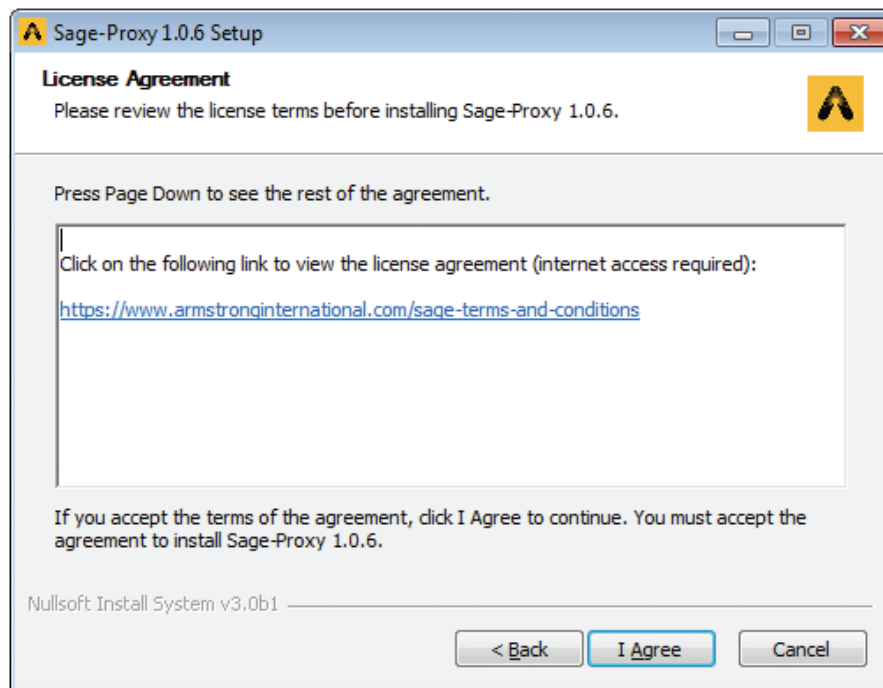 Sage-Proxy 1.0.6 Setup
License Agreement
Please review the license terms before installing Sage-Proxy 1.0.6.
Press Page Down to see the rest of the agreement.
Click on the following link to view the license agreement (internet access required):
https://www.armstronginternational.com/sage-terms-and-conditions
If you accept the terms of the agreement, click I Agree to continue. You must accept the
agreement to install Sage-Proxy 1.0.6.
Nullsoft Install System v3.0b1
< Back I Agree Cancel